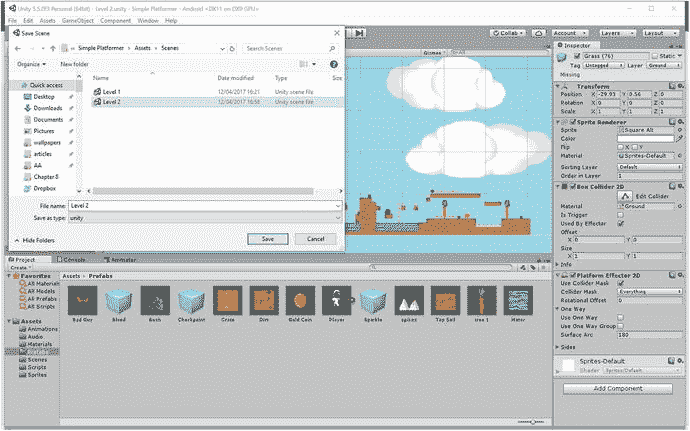 Unity 5.5.0f3 Personal (64bit) - Level 2.unity - Simple Platformer - Android <DX11 on DX9 GPU>
File Edit Assets GameObject Component Window Help
Save Scene
Simple Platformer > Assets > Scenes
Search Scenes
Organize New folder
Name Date modified Type Size
Quick access
Desktop
Downloads
Documents
Pictures
wallpapers
articles
AA
Chapter 8
Dropbox
Level 1 12/04/2017 16:21 Unity scene file
Level 2 12/04/2017 16:58 Unity scene file
File name: Level 2
Save as type: unity
Hide Folders
Save Cancel
Collab Account Layers Layout
Gizmos
Inspector
Grass (76) Static
Tag Untagged Layer Ground
Missing
Transform
Position X -29.93 Y 0.56 Z 0
Rotation X 0 Y 0 Z 0
Scale X 1 Y 1 Z 1
Sprite Renderer
Sprite Square Alt
Color
Flip X Y
Material Sprites-Default
Sorting Layer Default
Order in Layer 1
Box Collider 2D
Edit Collider
Material Ground
Is Trigger
Used By Effector
Offset
X 0 Y 0
Size
X 1 Y 1
Info
Platform Effector 2D
Use Collider Mask
Collider Mask Everything
Rotational Offset 0
One Way
Use One Way
Use One Way Group
Surface Arc 180
Sides
Sprites-Default
Shader Sprites/Default
Add Component
Project Console Animator
Create
Favorites
All Materials
All Models
All Prefabs
All Scripts
Assets
Animations
Audio
Materials
Prefabs
Scenes
Scripts
Sprites
Assets > Prefabs
Bad Guy Blood Bush Checkpoint Crate Dirt Gold Coin Player Sparkle spikes Top Soil tree 1 Water